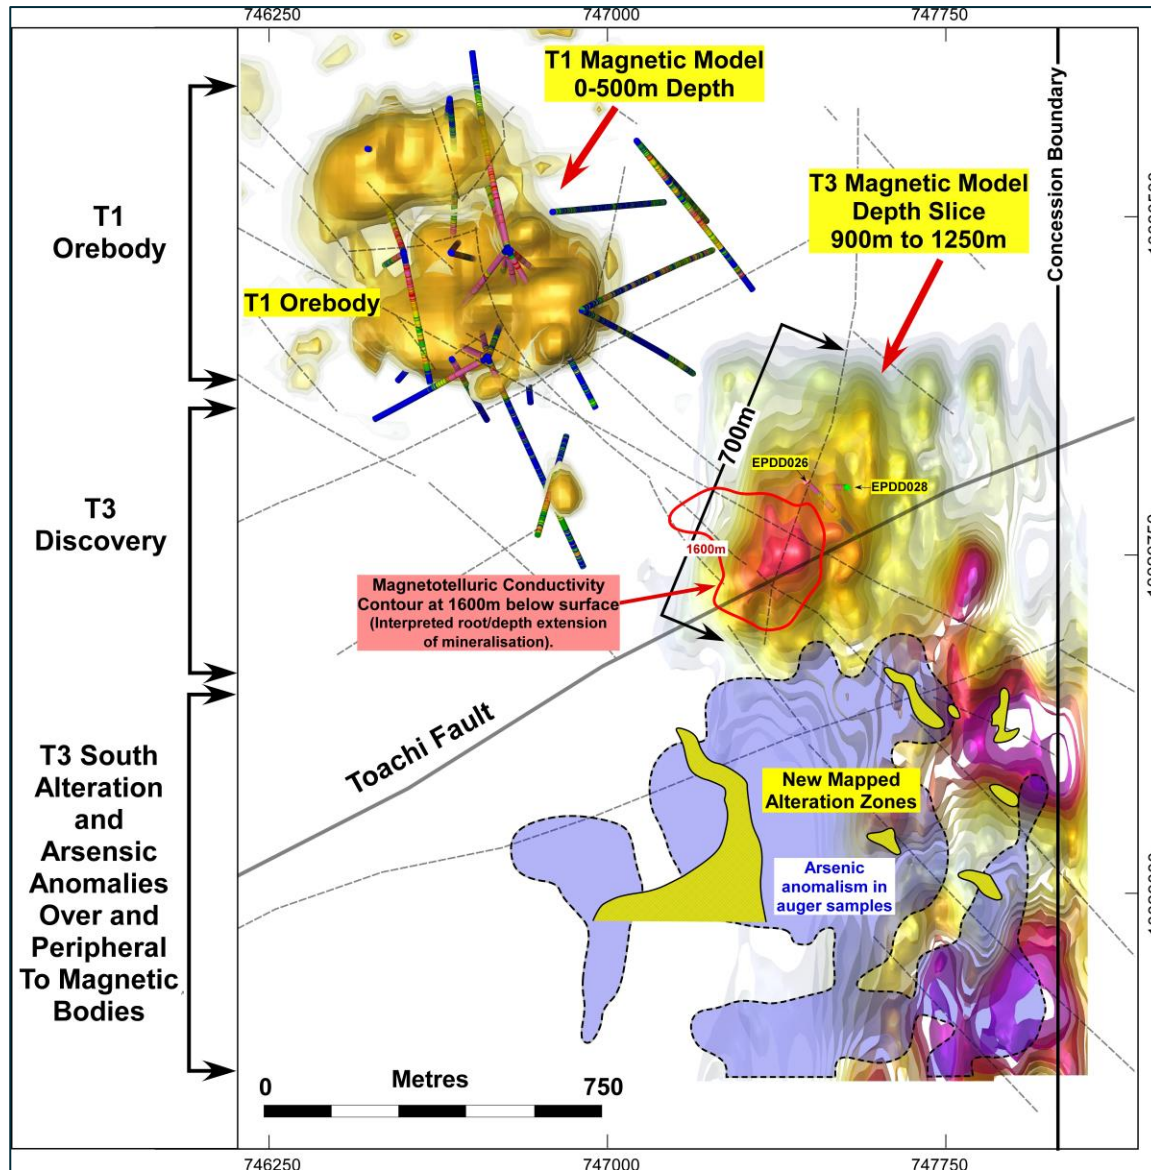 746250
747000
747750
T1 Magnetic Model
0-500m Depth
Concession Boundary
T3 Magnetic Model
Depth Slice
900m to 1250m
T1
Orebody
T1 Orebody
700m
EPDD026
EPDD028
T3
Discovery
1600m
Magnetotelluric Conductivity
Contour at 1600m below surface
(Interpreted root/depth extension
of mineralisation).
Toachi Fault
T3 South
Alteration
and
Arsensic
Anomalies
Over and
Peripheral
To Magnetic
Bodies
New Mapped
Alteration Zones
Arsenic
anomalism in
auger samples
0
Metres
750
746250
747000
747750